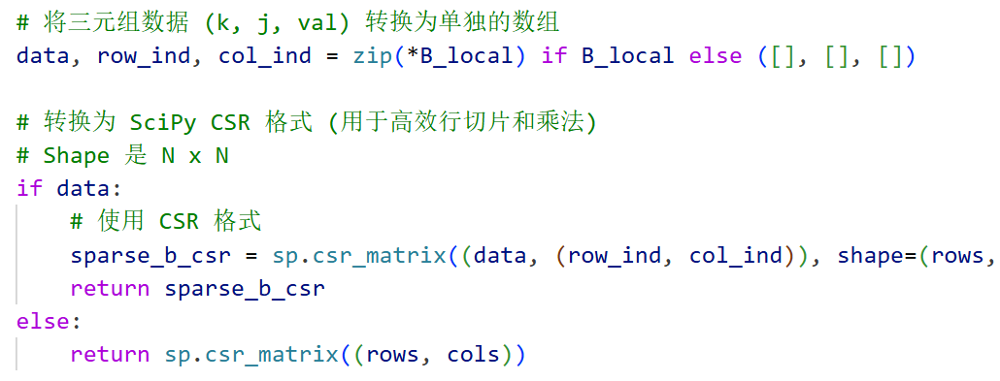 # 将三元组数据 (k, j, val) 转换为单独的数组
data, row_ind, col_ind = zip(*B_local) if B_local else ([], [], [])
# 转换为 SciPy CSR 格式 (用于高效行切片和乘法)
# Shape 是 N x N
if data:
# 使用 CSR 格式
sparse_b_csr = sp.csr_matrix((data, (row_ind, col_ind)), shape=(rows,
return sparse_b_csr
else:
return sp.csr_matrix((rows, cols))